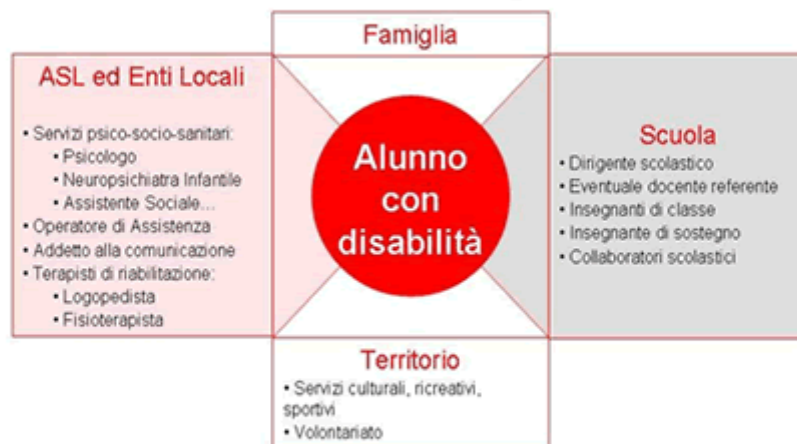 Famiglia
ASL ed Enti Locali
• Servizi psico-socio-sanitari:
• Psicologo
• Neuropsichiatra Infantile
• Assistente Sociale...
• Operatore di Assistenza
• Addetto alla comunicazione
• Terapisti di riabilitazione:
• Logopedista
• Fisioterapista
Alunno
con
disabilità
Scuola
• Dirigente scolastico
• Eventuale docente referente
• Insegnanti di classe
• Insegnante di sostegno
• Collaboratori scolastici
Territorio
• Servizi culturali, ricreativi,
sportivi
• Volontariato